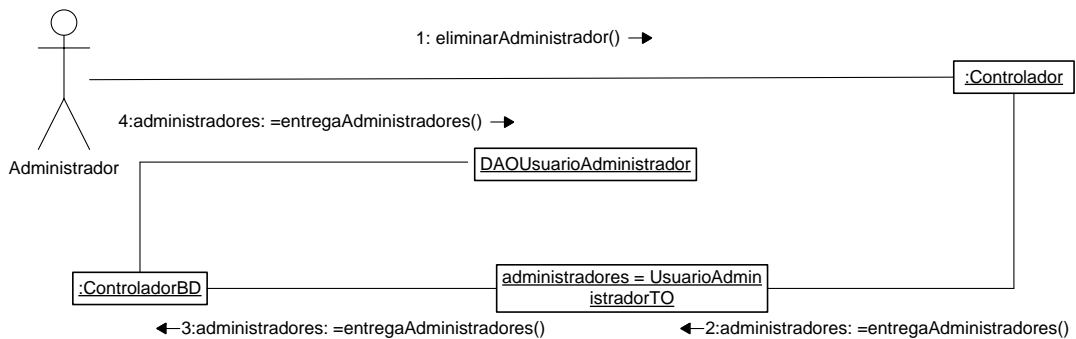 1: eliminarAdministrador()
:Controlador
4:administradores: =entregaAdministradores()
Administrador
DAOUsuarioAdministrador
:ControladorBD
administradores = UsuarioAdmin
istradorTO
3:administradores: =entregaAdministradores()
2:administradores: =entregaAdministradores()